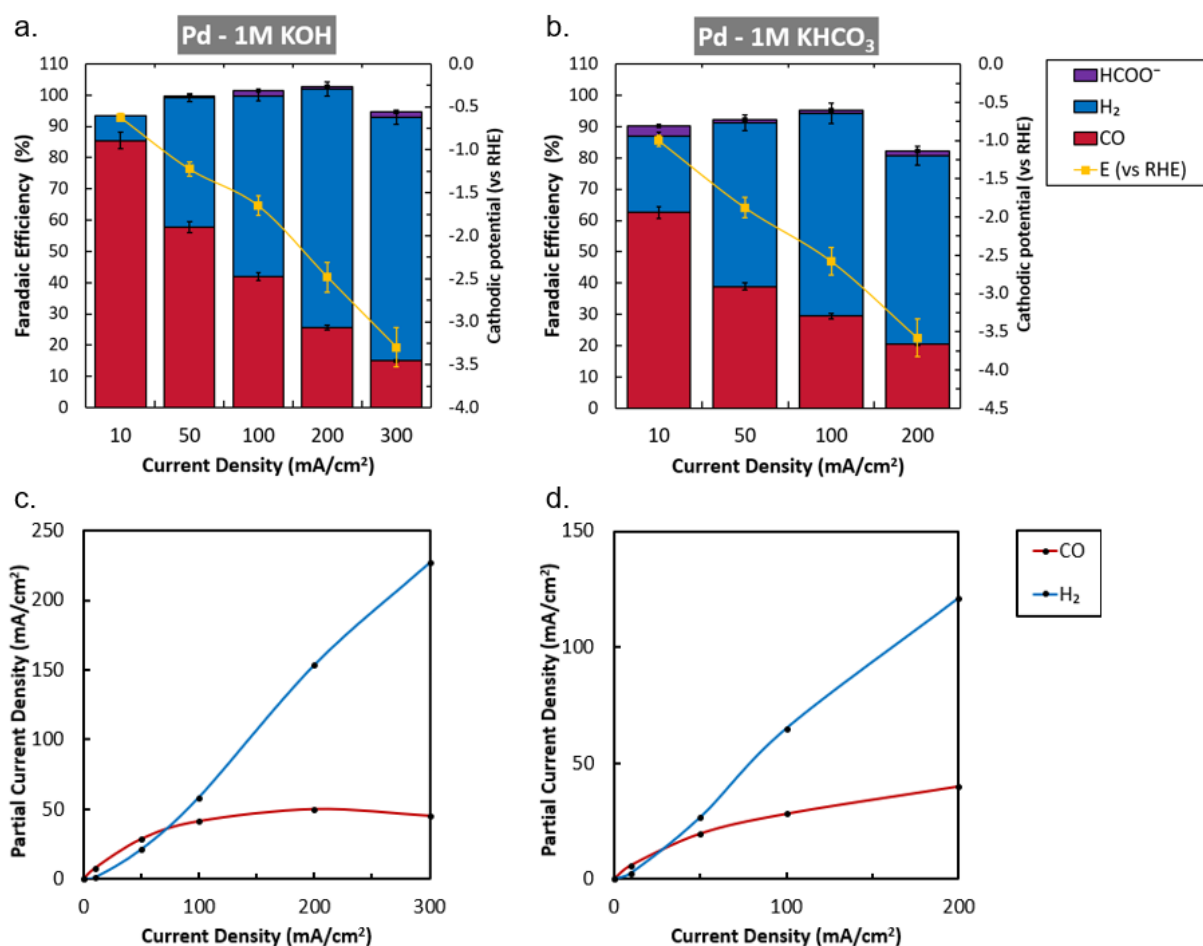 a.
Pd - 1M KOH
110
100
90
80
70
60
50
40
30
20
10
0
Faradaic Efficiency (%)
0.0
-0.5
-1.0
-1.5
-2.0
-2.5
-3.0
-3.5
-4.0
Cathodic potential (vs RHE)
10 50 100 200 300
Current Density (mA/cm²)
b.
Pd - 1M KHCO₃
110
100
90
80
70
60
50
40
30
20
10
0
Faradaic Efficiency (%)
0.0
-0.5
-1.0
-1.5
-2.0
-2.5
-3.0
-3.5
-4.0
-4.5
Cathodic potential (vs RHE)
10 50 100 200
Current Density (mA/cm²)
HCOO⁻
H₂
CO
E (vs RHE)
c.
250
200
150
100
50
0
Partial Current Density (mA/cm²)
0 100 200 300
Current Density (mA/cm²)
d.
150
100
50
0
Partial Current Density (mA/cm²)
0 100 200
Current Density (mA/cm²)
CO
H₂